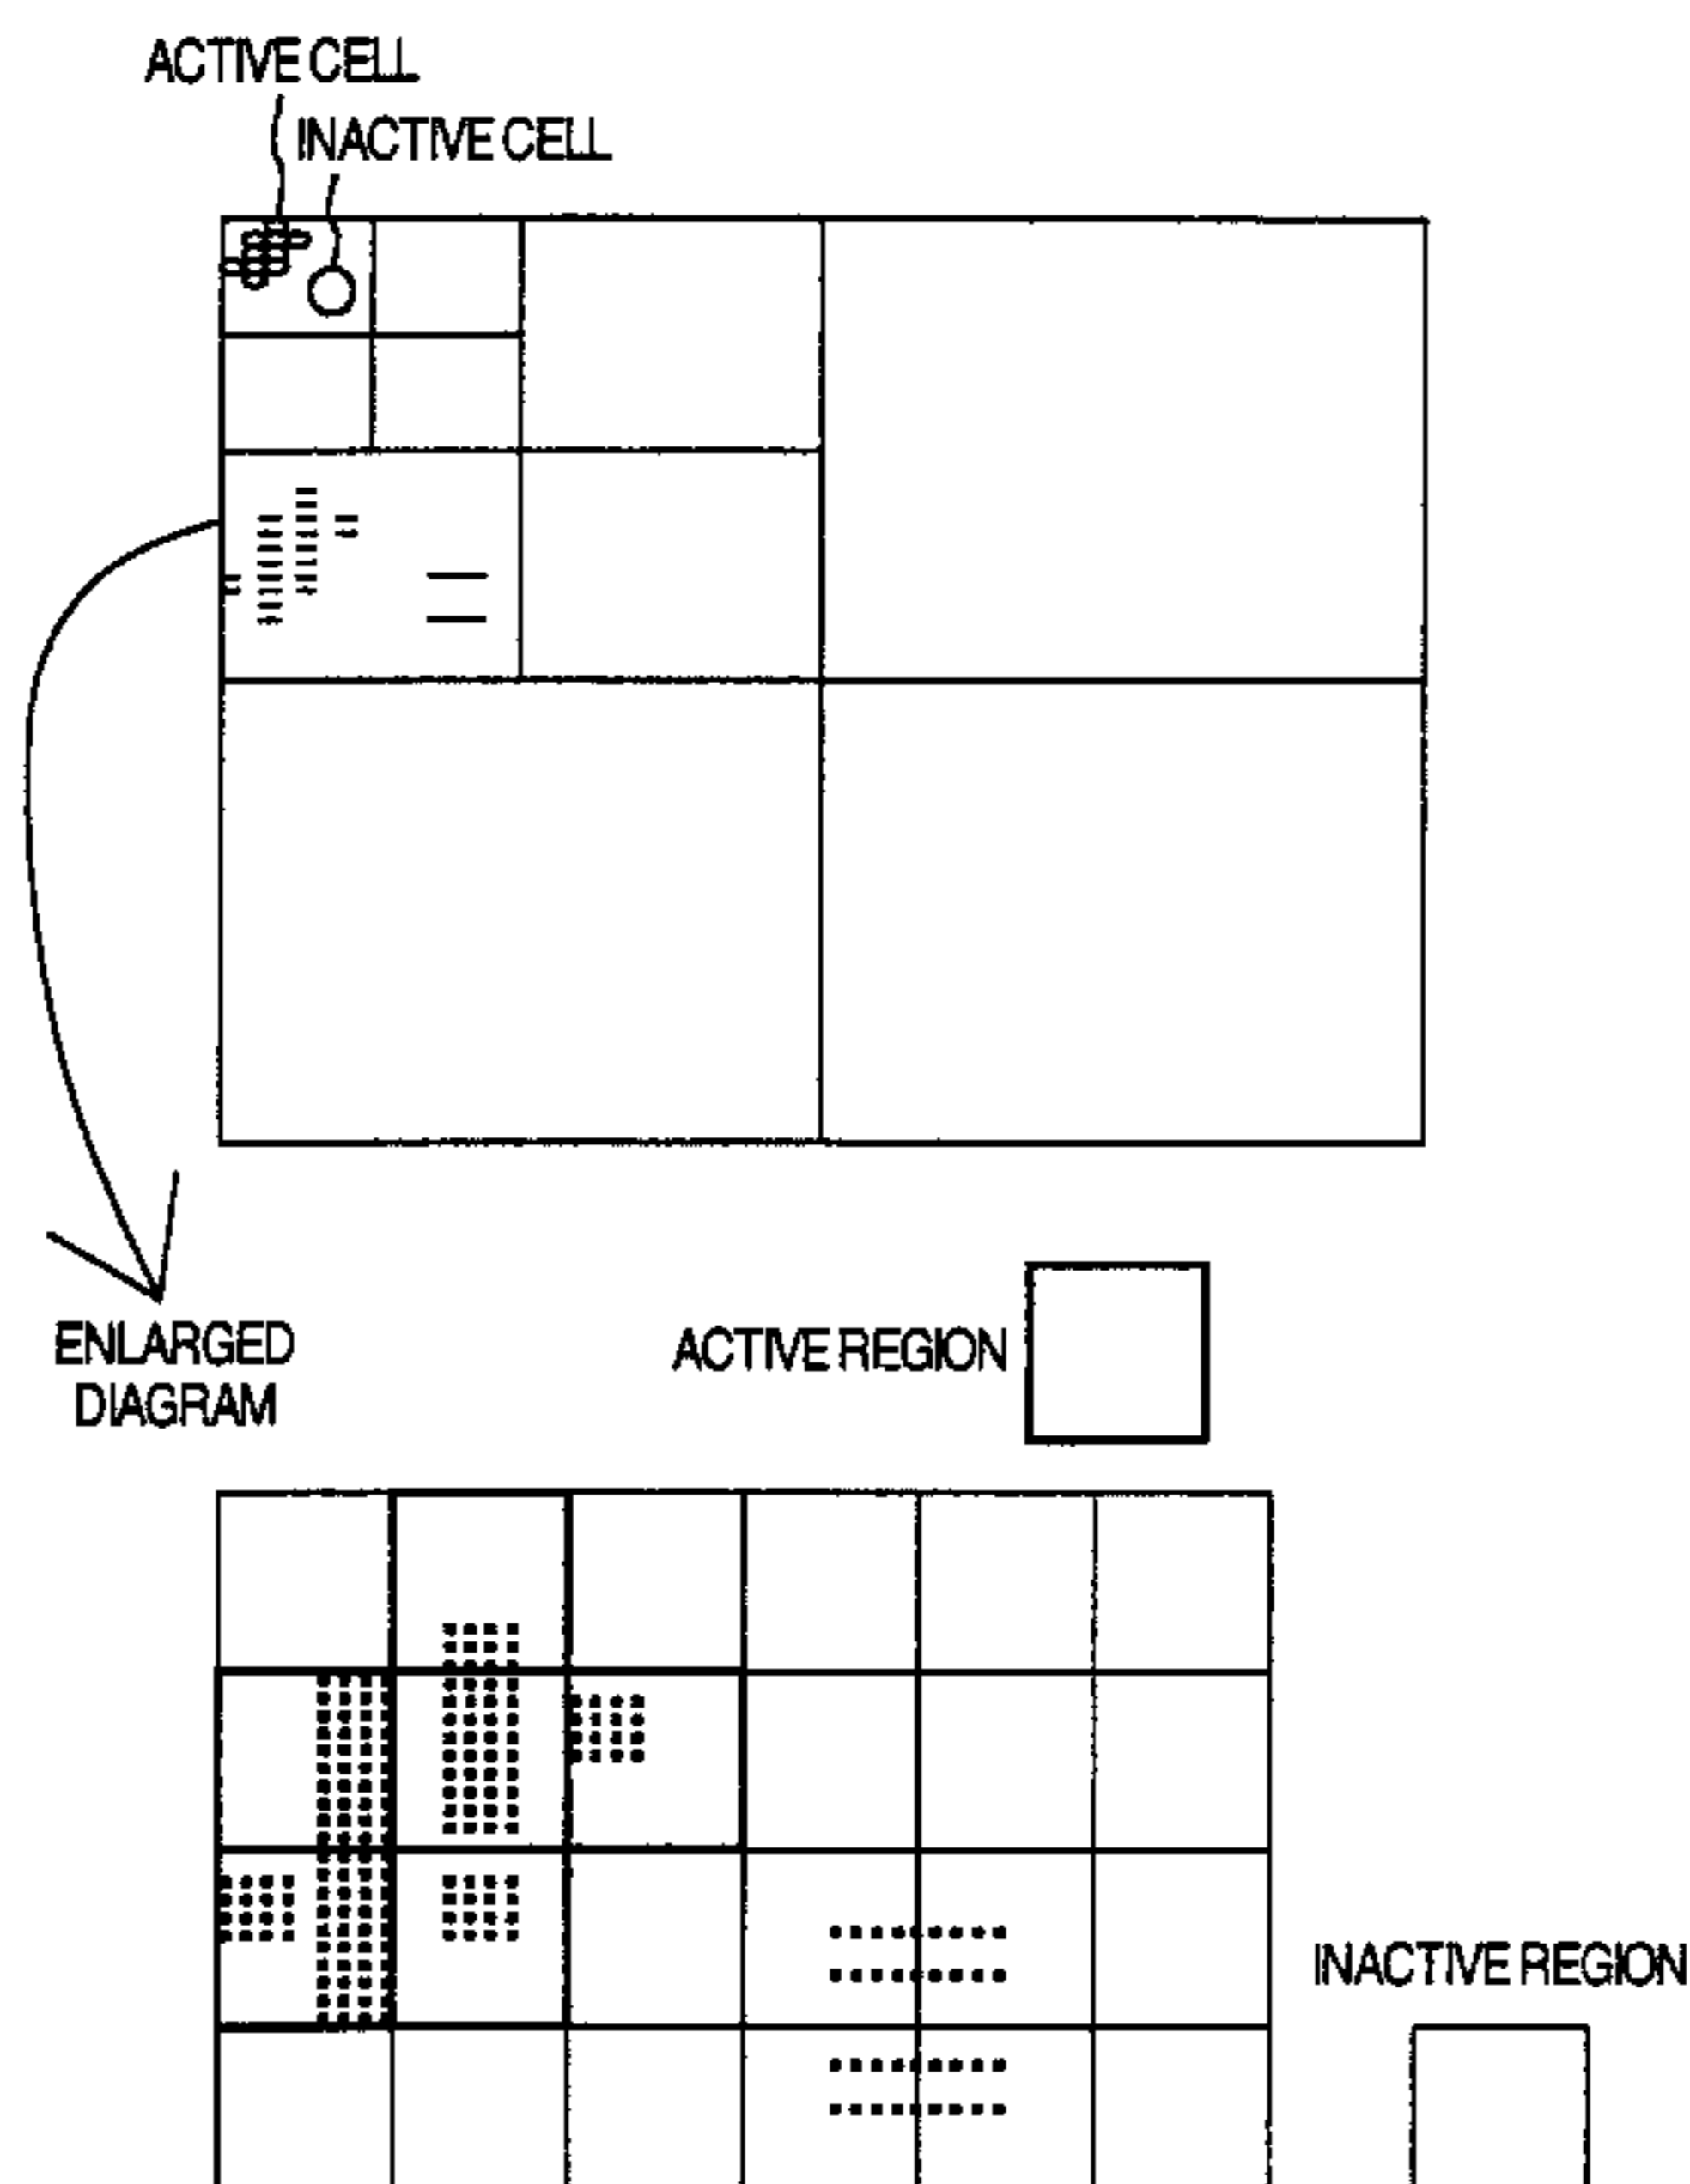 ACTIVE CELL
INACTIVE CELL
ENLARGED
DIAGRAM
ACTIVE REGION
INACTIVE REGION